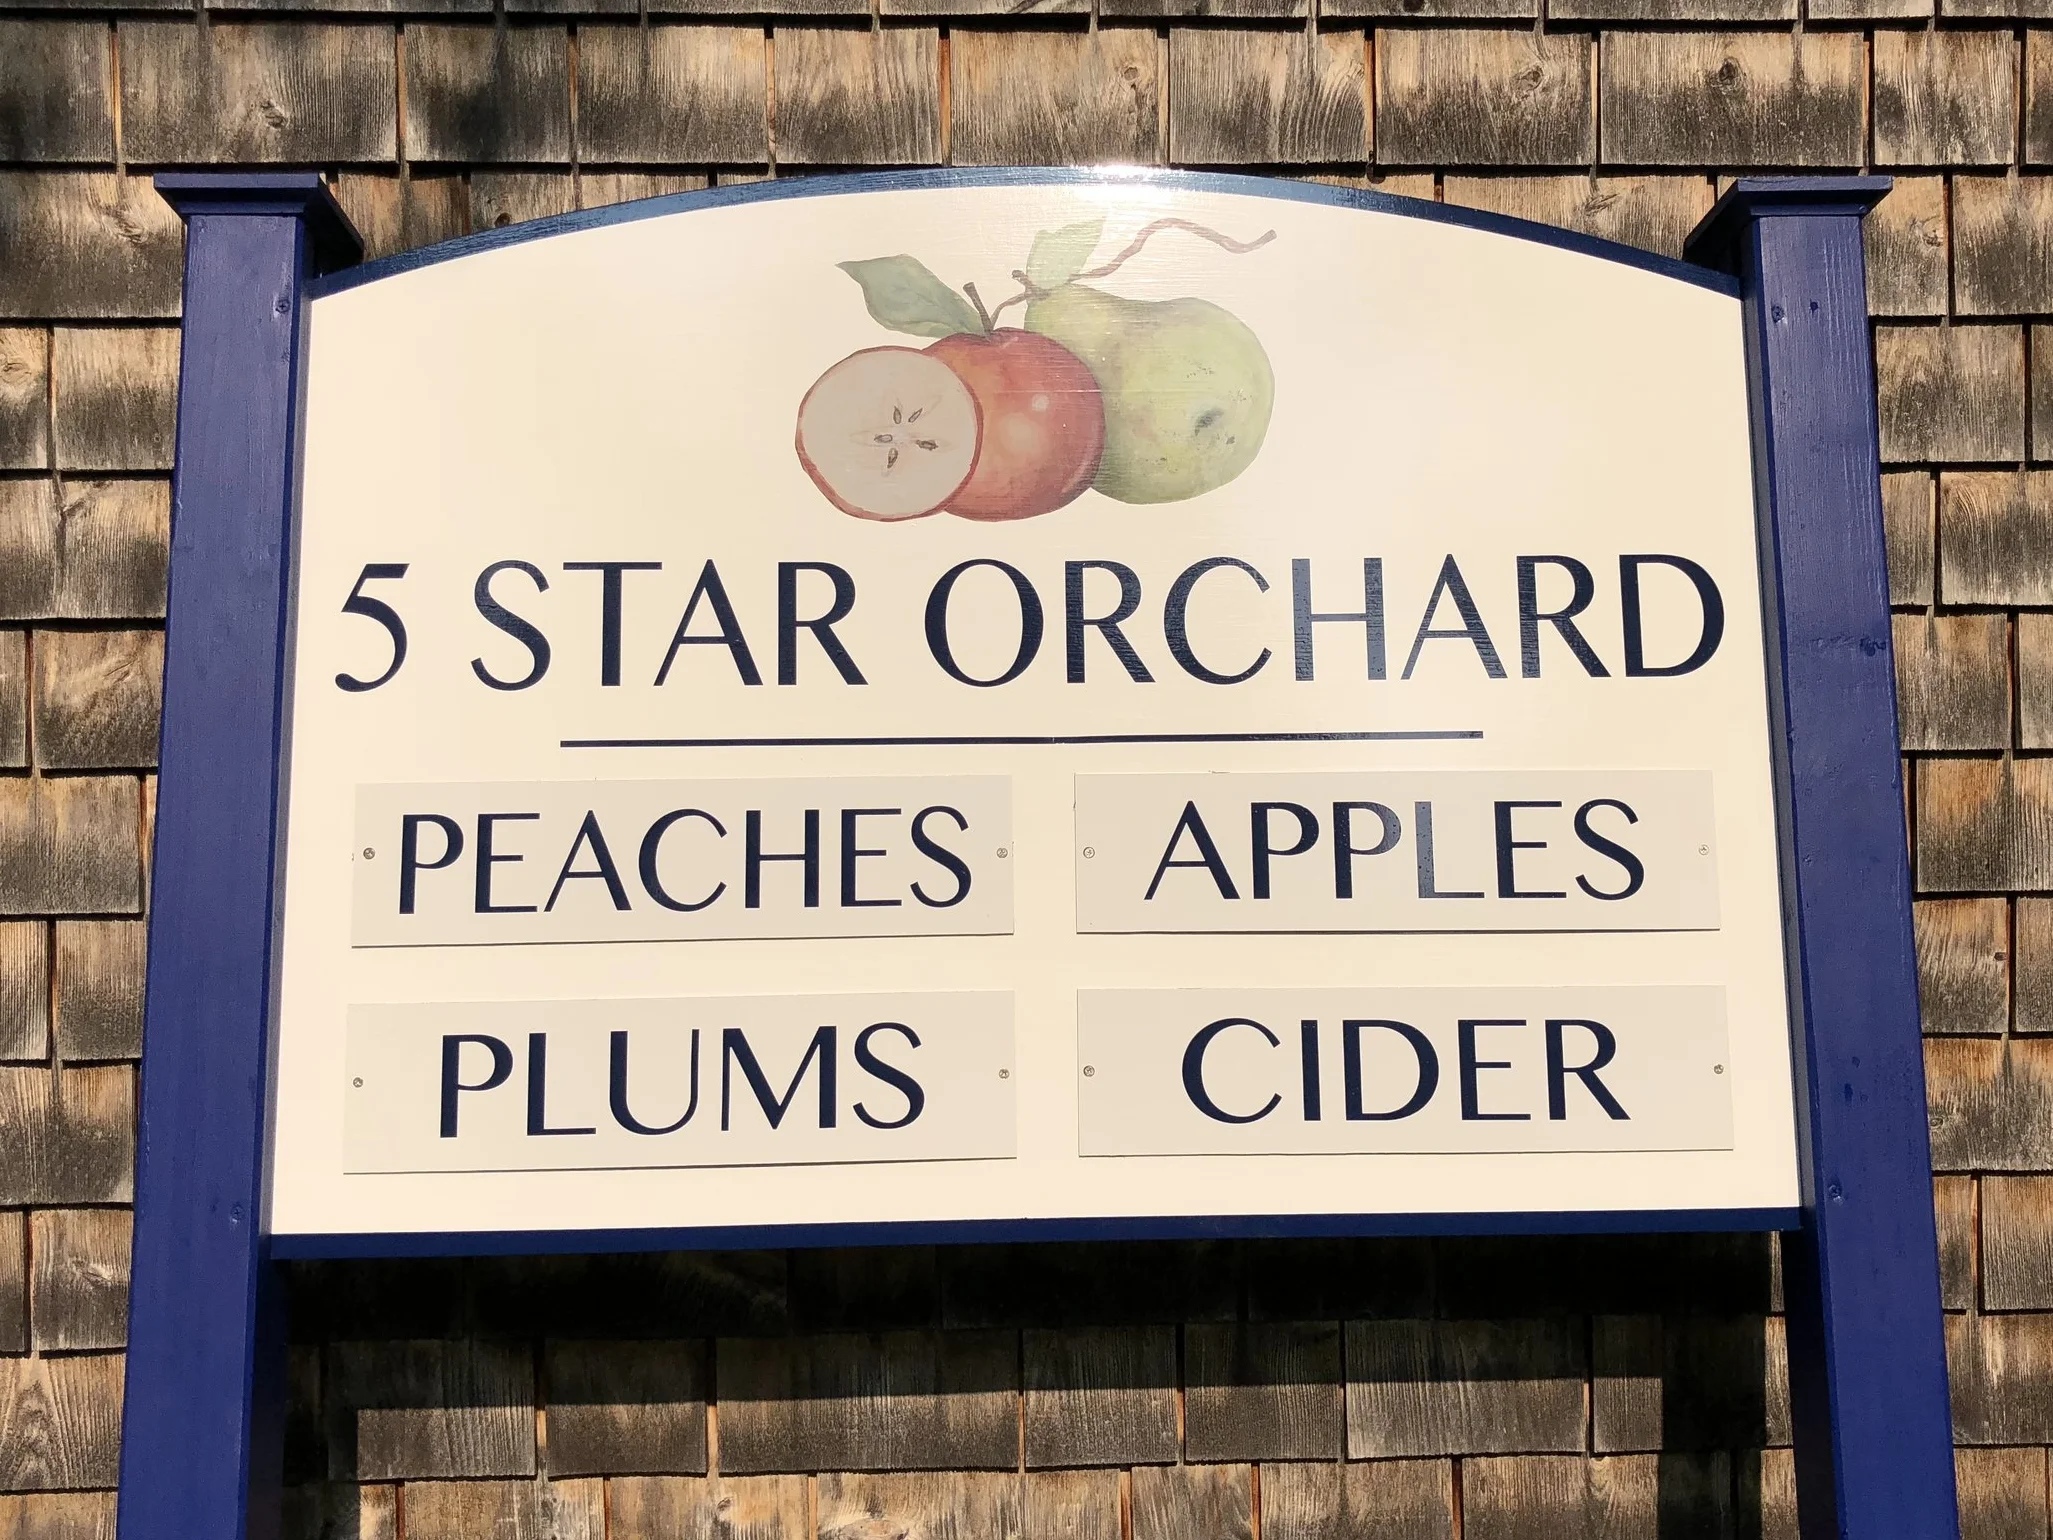 5 STAR ORCHARD
PEACHES
APPLES
PLUMS
CIDER